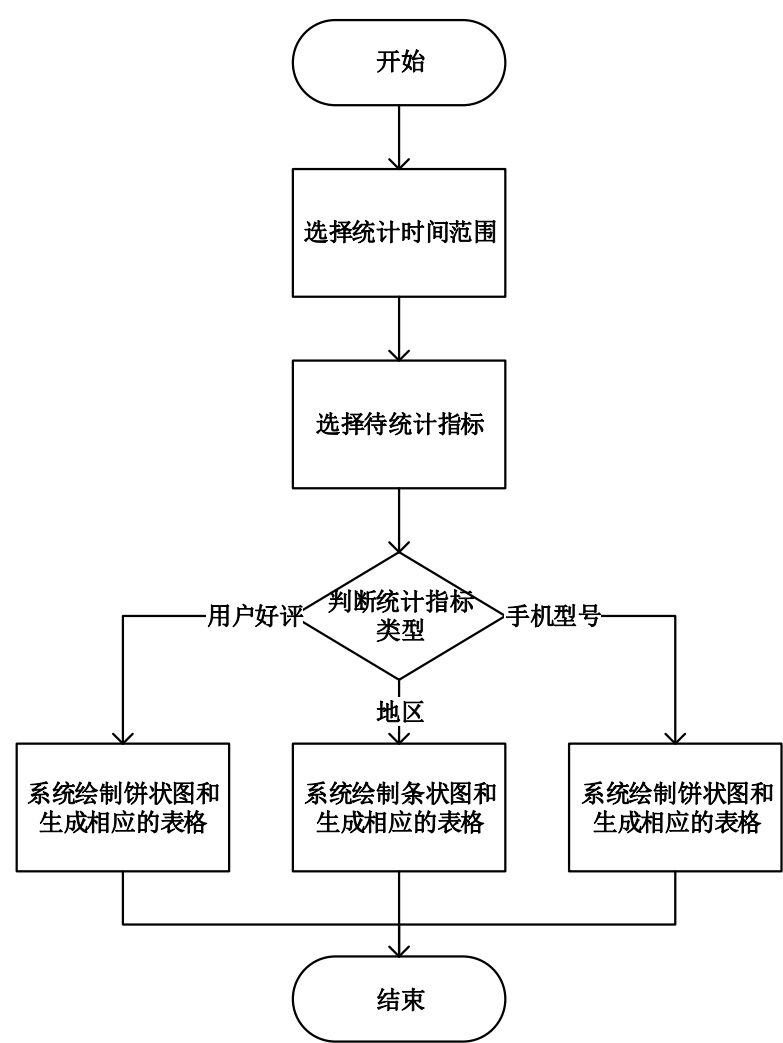 开始
选择统计时间范围
选择待统计指标
判断统计指标
类型
用户好评
手机型号
地区
系统绘制饼状图和
生成相应的表格
系统绘制条状图和
生成相应的表格
系统绘制饼状图和
生成相应的表格
结束